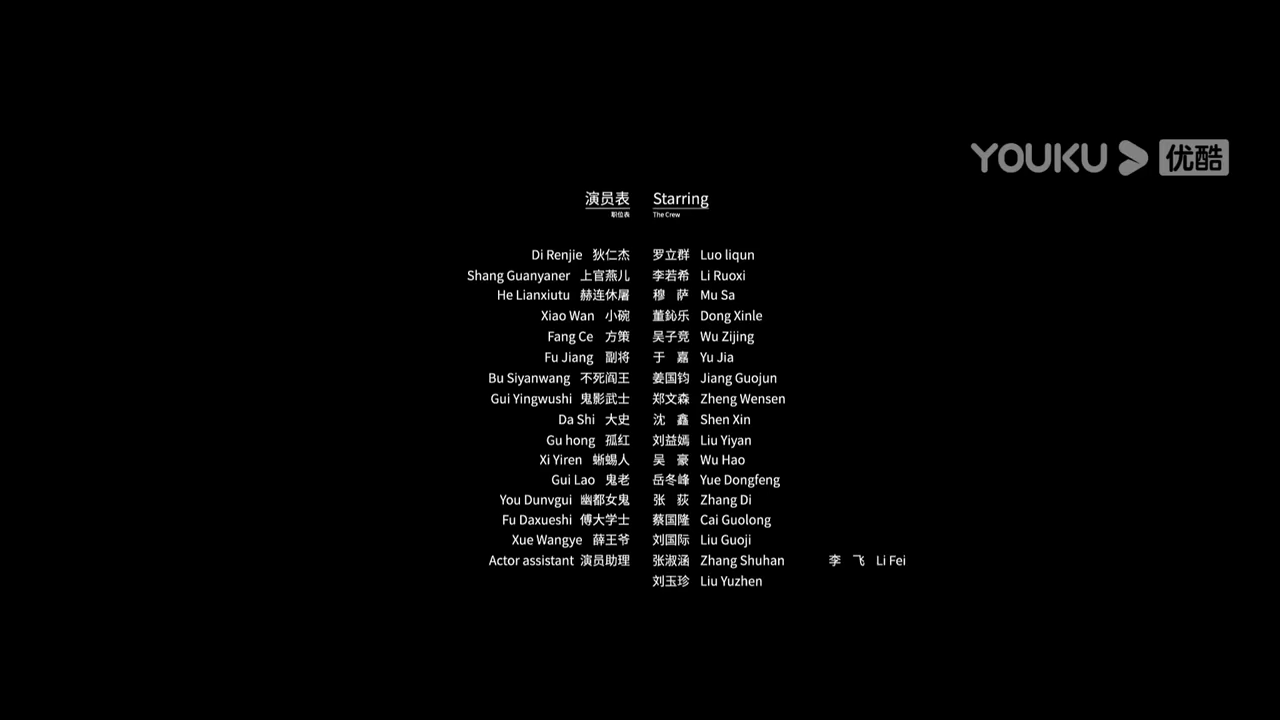 YOUKU 优酷
演员表 Starring
职位表 The Crew
Di Renjie 狄仁杰 罗立群 Luo liqun
Shang Guanyaner 上官燕儿 李若希 Li Ruoxi
He Lianxiutu 赫连休屠 穆 萨 Mu Sa
Xiao Wan 小碗 董鈊乐 Dong Xinle
Fang Ce 方策 吴子竞 Wu Zijing
Fu Jiang 副将 于 嘉 Yu Jia
Bu Siyanwang 不死阎王 姜国钧 Jiang Guojun
Gui Yingwushi 鬼影武士 郑文森 Zheng Wensen
Da Shi 大史 沈 鑫 Shen Xin
Gu hong 孤红 刘益嫣 Liu Yiyan
Xi Yiren 蜥蜴人 吴 豪 Wu Hao
Gui Lao 鬼老 岳冬峰 Yue Dongfeng
You Dunvgui 幽都女鬼 张 荻 Zhang Di
Fu Daxueshi 傅大学士 蔡国隆 Cai Guolong
Xue Wangye 薛王爷 刘国际 Liu Guoji
Actor assistant 演员助理 张淑涵 Zhang Shuhan 李 飞 Li Fei
刘玉珍 Liu Yuzhen